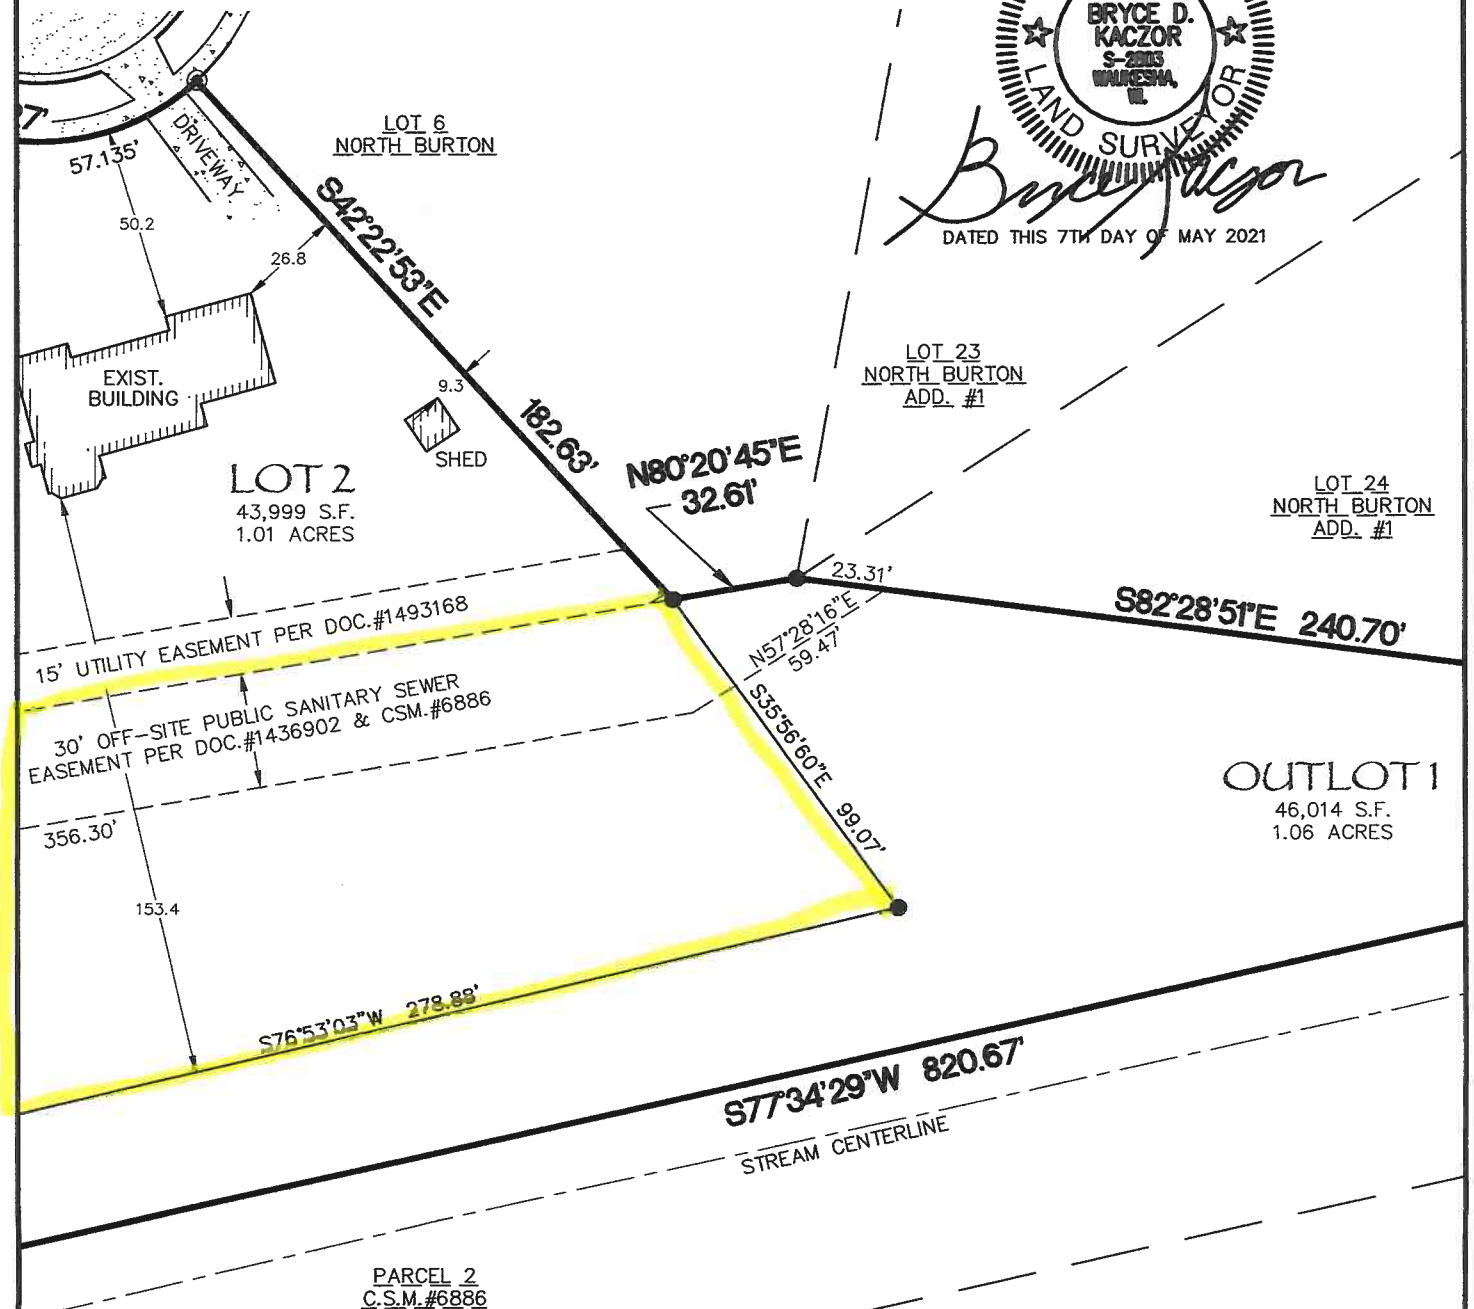 BRYCE D.
KACZOR
S-2803
WAUKESHA,
WI.
LAND SURVEYOR
DATED THIS 7TH DAY OF MAY 2021
7'
57.135'
DRIVEWAY
LOT 6
NORTH BURTON
50.2
26.8
S42°22'53"E
182.63'
EXIST.
BUILDING
9.3
SHED
LOT 2
43,999 S.F.
1.01 ACRES
N80°20'45"E
32.61'
LOT 23
NORTH BURTON
ADD. #1
LOT 24
NORTH BURTON
ADD. #1
23.31'
S82°28'51"E 240.70'
N57°28'16"E
59.47'
15' UTILITY EASEMENT PER DOC.#1493168
30' OFF-SITE PUBLIC SANITARY SEWER
EASEMENT PER DOC.#1436902 & CSM.#6886
S35°56'60"E 99.07'
356.30'
OUTLOT 1
46,014 S.F.
1.06 ACRES
153.4
S76°53'03"W 278.88'
S77°34'29"W 820.67'
STREAM CENTERLINE
PARCEL 2
C.S.M.#6886